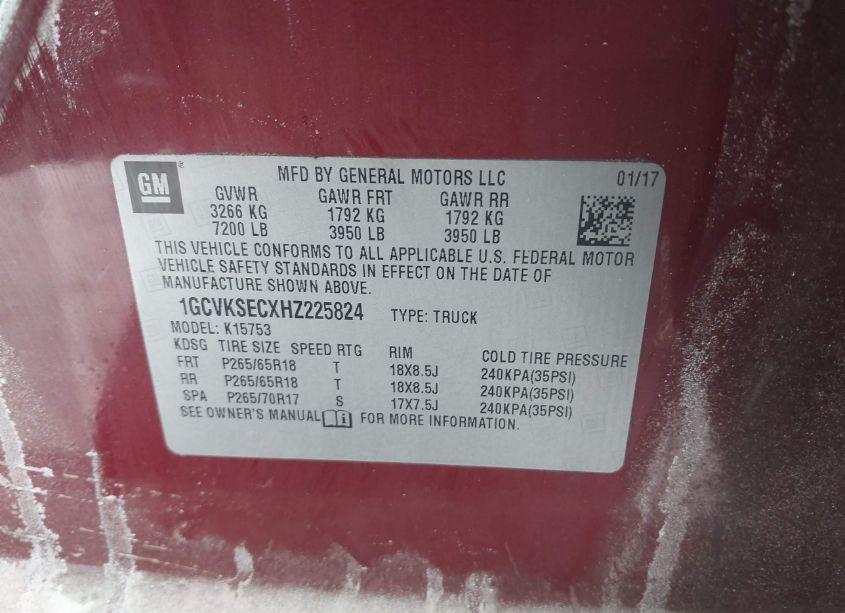 GM
MFD BY GENERAL MOTORS LLC 01/17
GVWR GAWR FRT GAWR RR
3266 KG 1792 KG 1792 KG
7200 LB 3950 LB 3950 LB
THIS VEHICLE CONFORMS TO ALL APPLICABLE U.S. FEDERAL MOTOR
VEHICLE SAFETY STANDARDS IN EFFECT ON THE DATE OF
MANUFACTURE SHOWN ABOVE.
1GCVKSECXHZ225824 TYPE: TRUCK
MODEL: K15753
KDSG TIRE SIZE SPEED RTG RIM COLD TIRE PRESSURE
FRT P265/65R18 T 18X8.5J 240KPA(35PSI)
RR P265/65R18 T 18X8.5J 240KPA(35PSI)
SPA P265/70R17 S 17X7.5J 240KPA(35PSI)
SEE OWNER'S MANUAL FOR MORE INFORMATION.